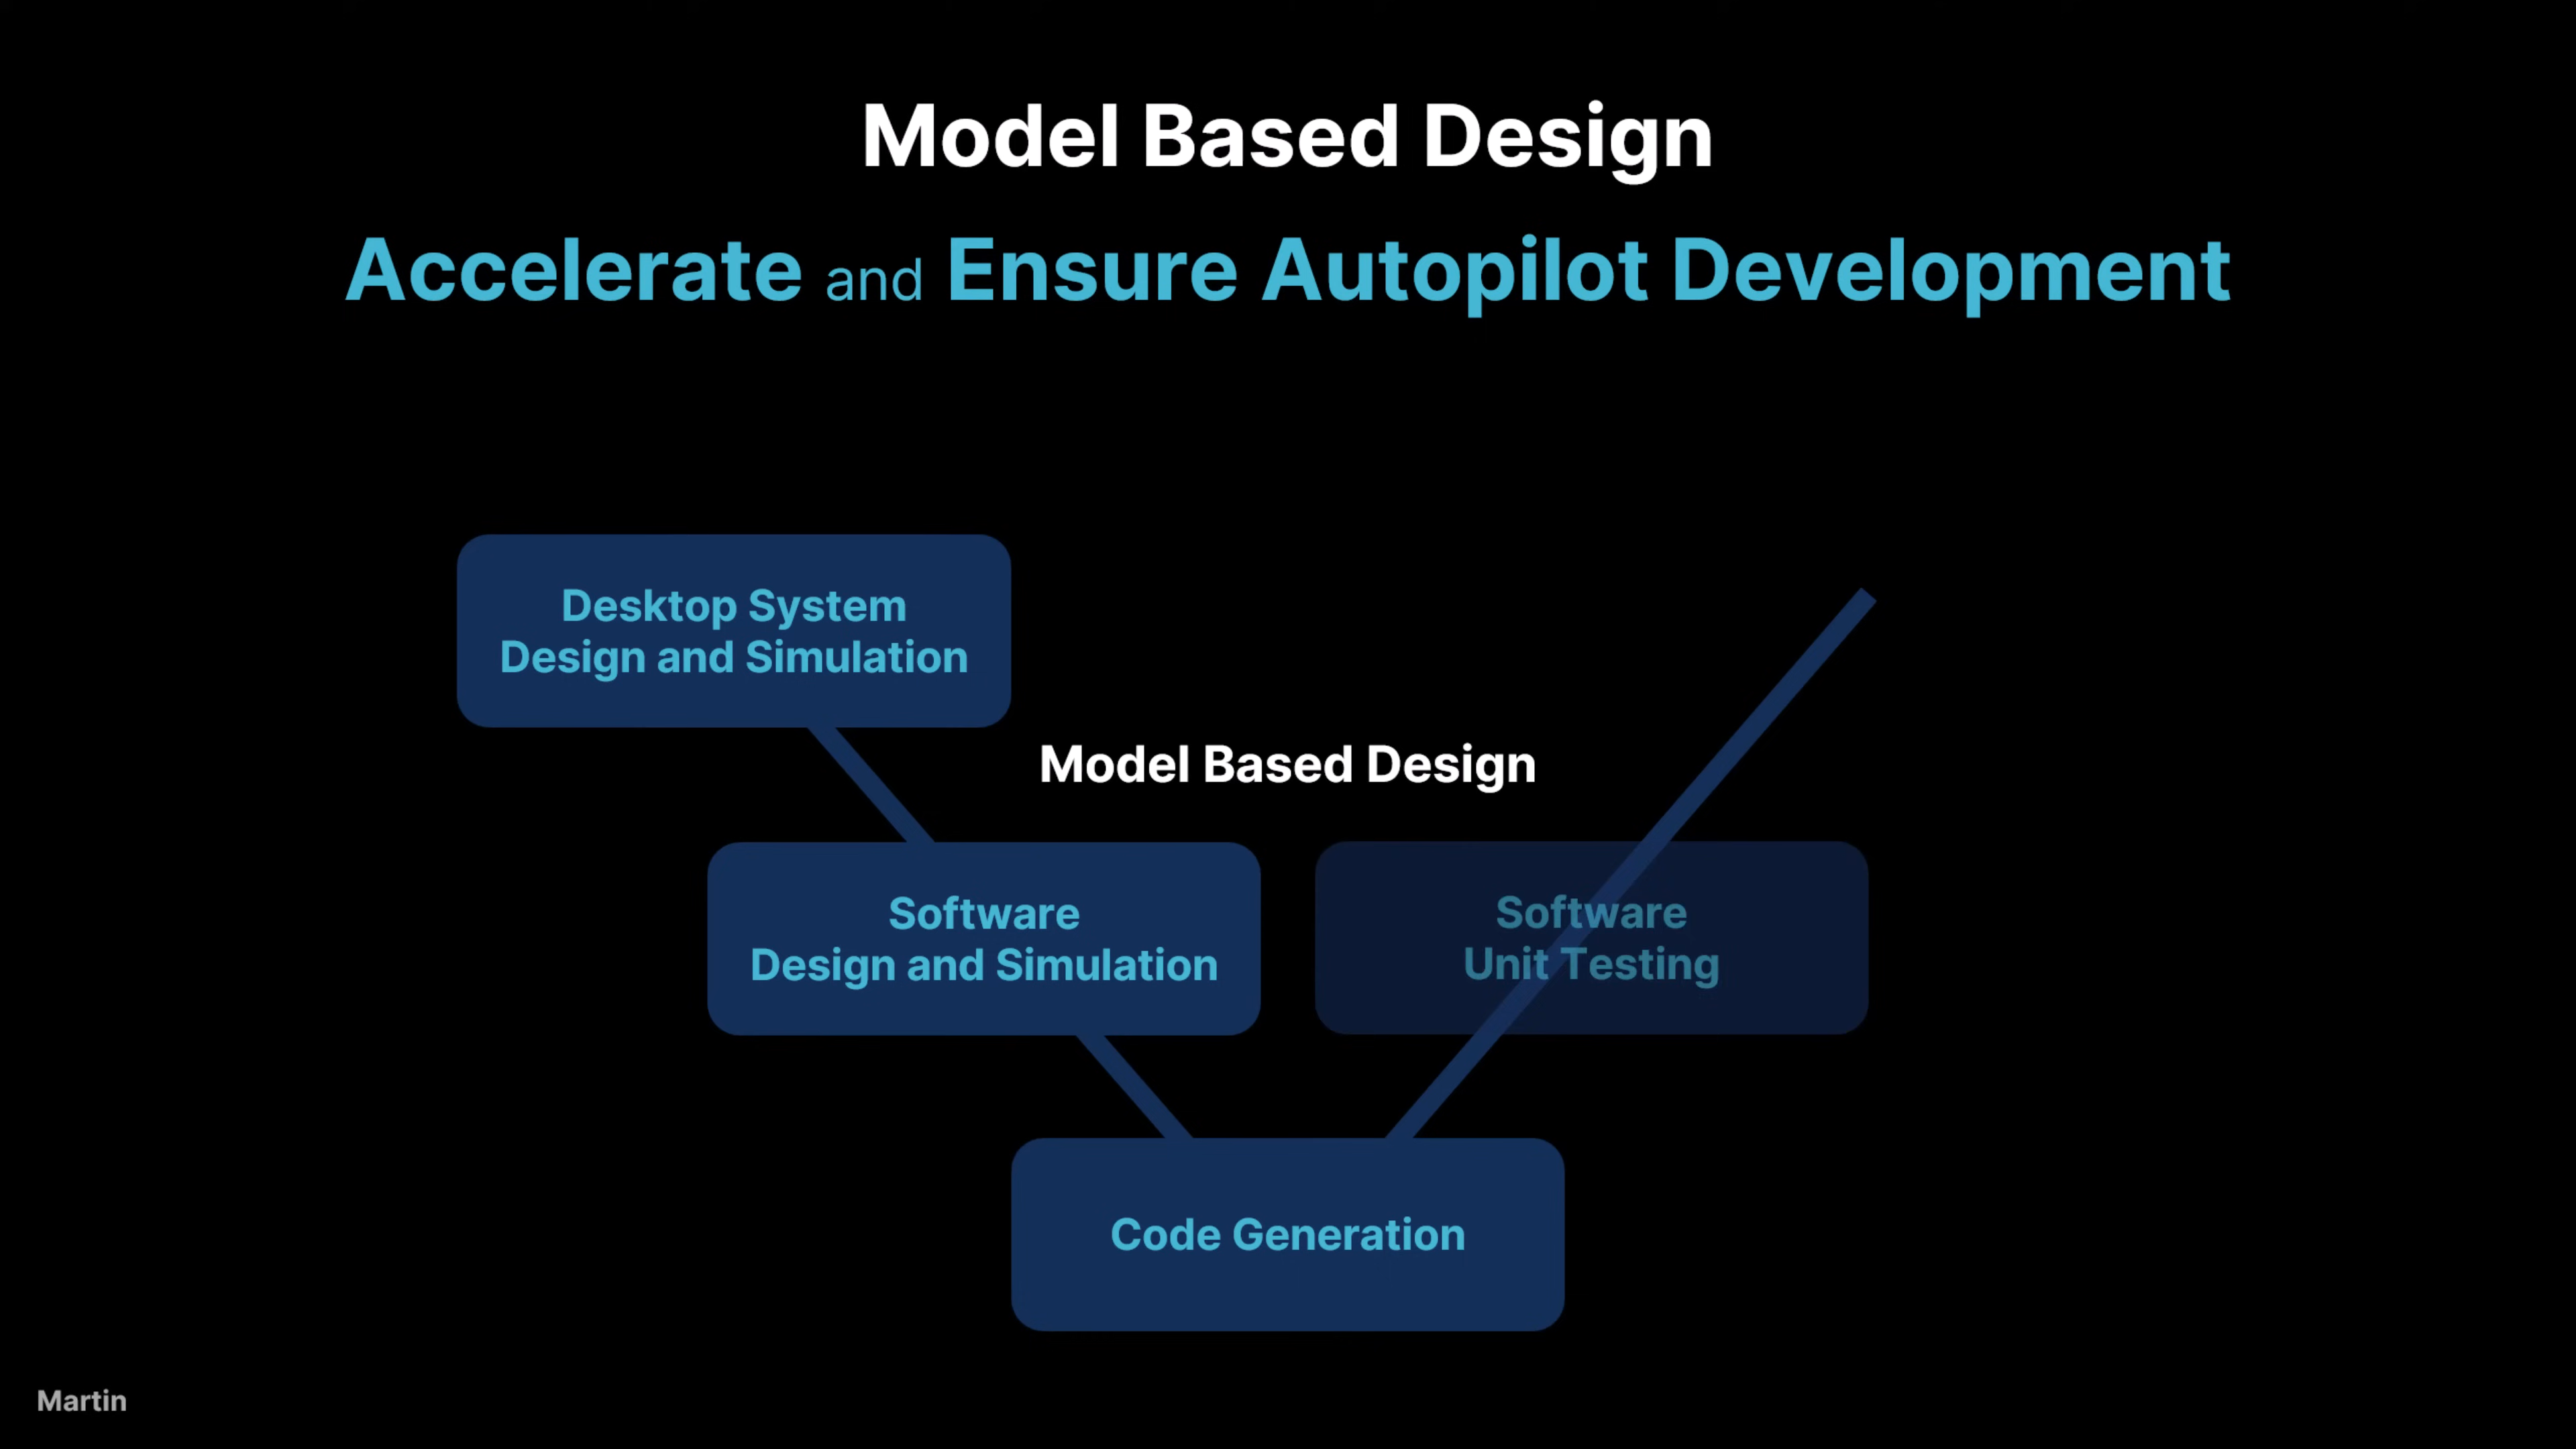 Model Based Design
Accelerate and Ensure Autopilot Development
Desktop System
Design and Simulation
Model Based Design
Software
Design and Simulation
Software
Unit Testing
Code Generation
Martin